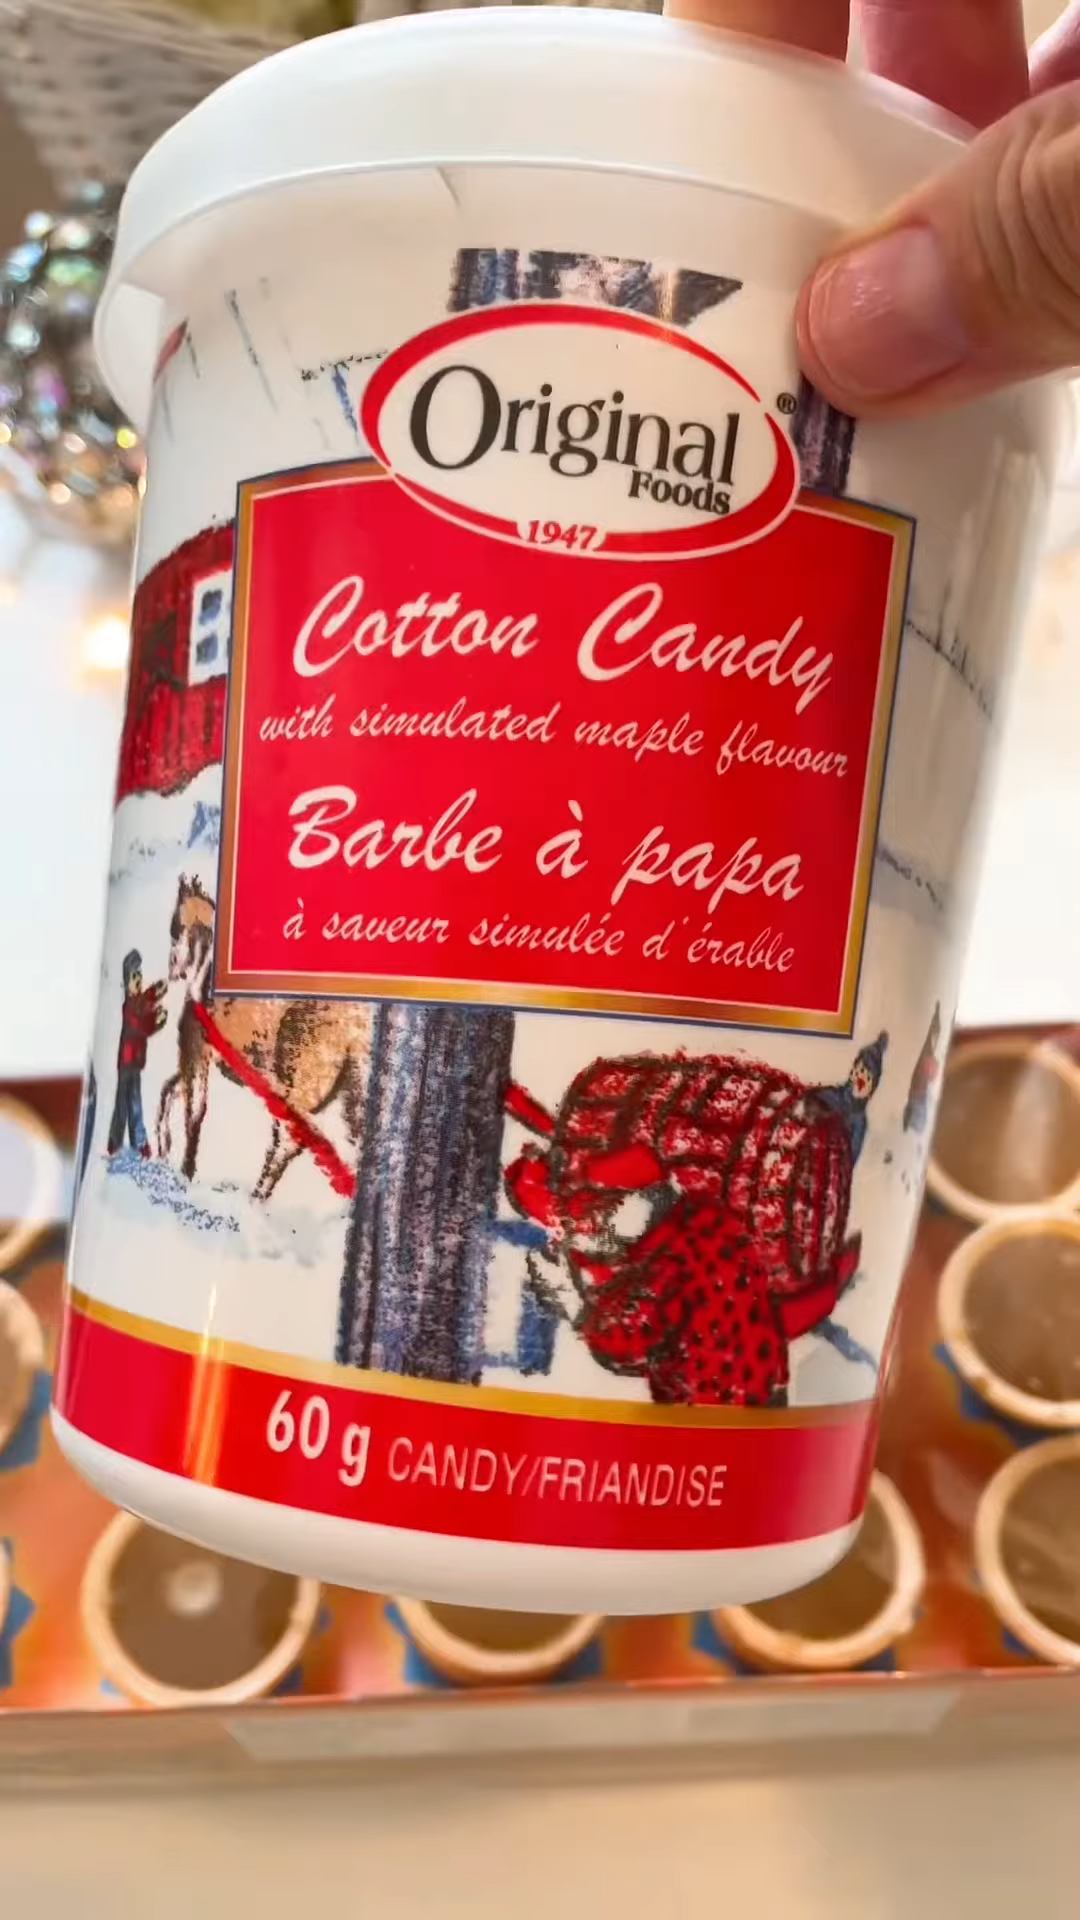 Original®
Foods
1947
Cotton Candy
with simulated maple flavour
Barbe à papa
à saveur simulée d'érable
60 g CANDY/FRIANDISE